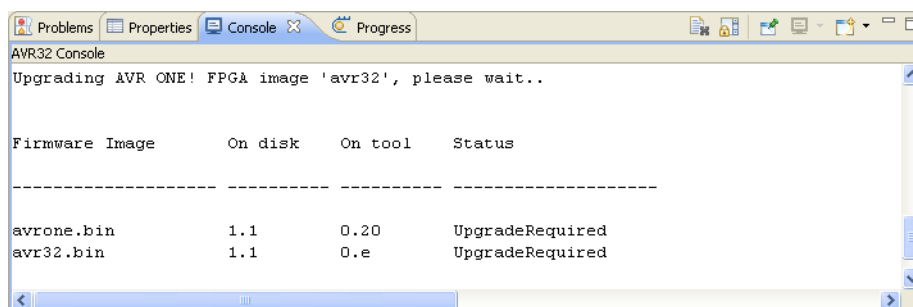 Problems Properties Console Progress
AVR32 Console
Upgrading AVR ONE! FPGA image 'avr32', please wait..
Firmware Image On disk On tool Status
-------------------- ---------- ---------- --------------------
avrone.bin 1.1 0.20 UpgradeRequired
avr32.bin 1.1 0.e UpgradeRequired